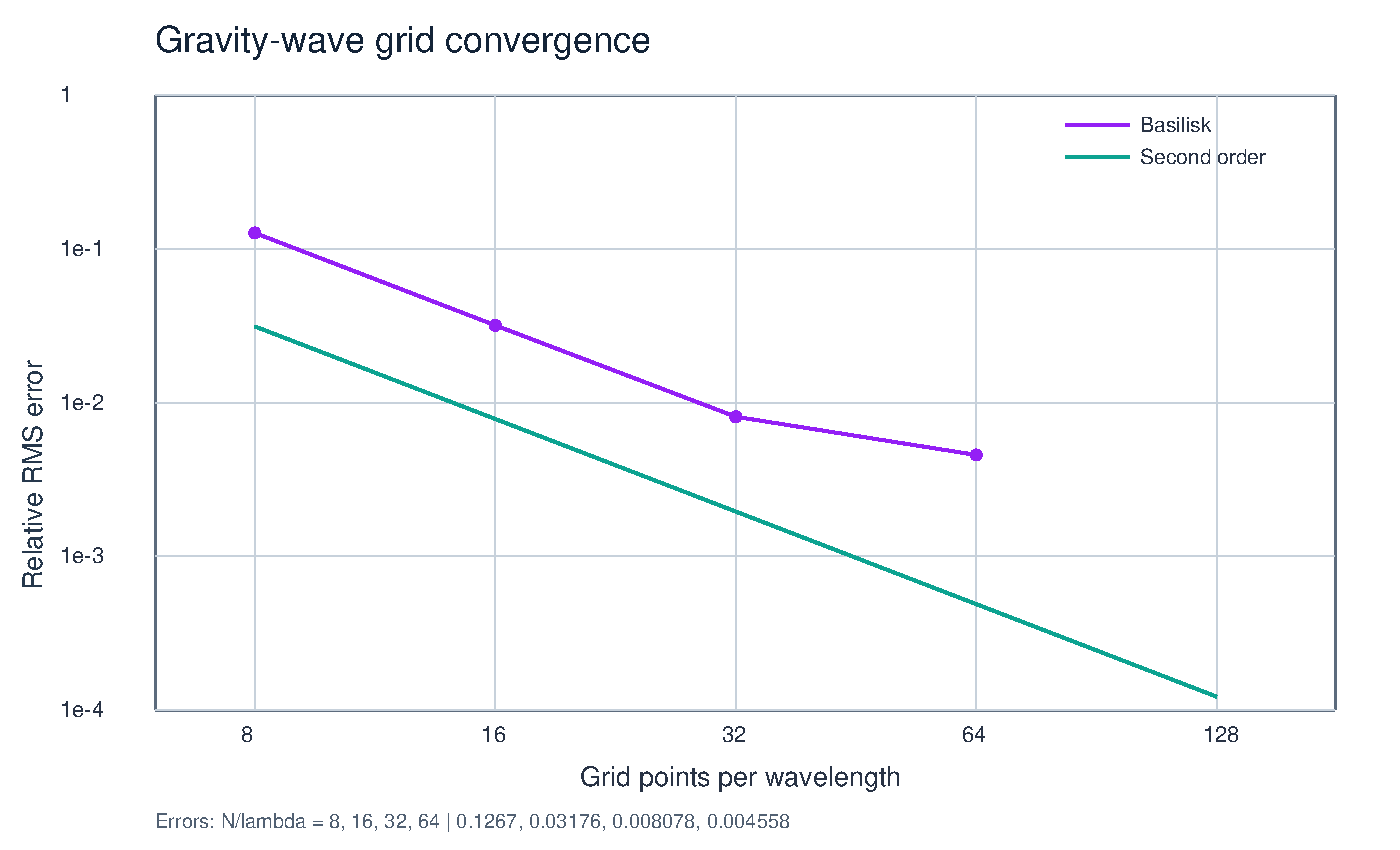 Gravity-wave grid convergence
1
Basilisk
Second order
1e-1
1e-2
1e-3
1e-4
Relative RMS error
8 16 32 64 128
Grid points per wavelength
Errors: N/lambda = 8, 16, 32, 64 | 0.1267, 0.03176, 0.008078, 0.004558